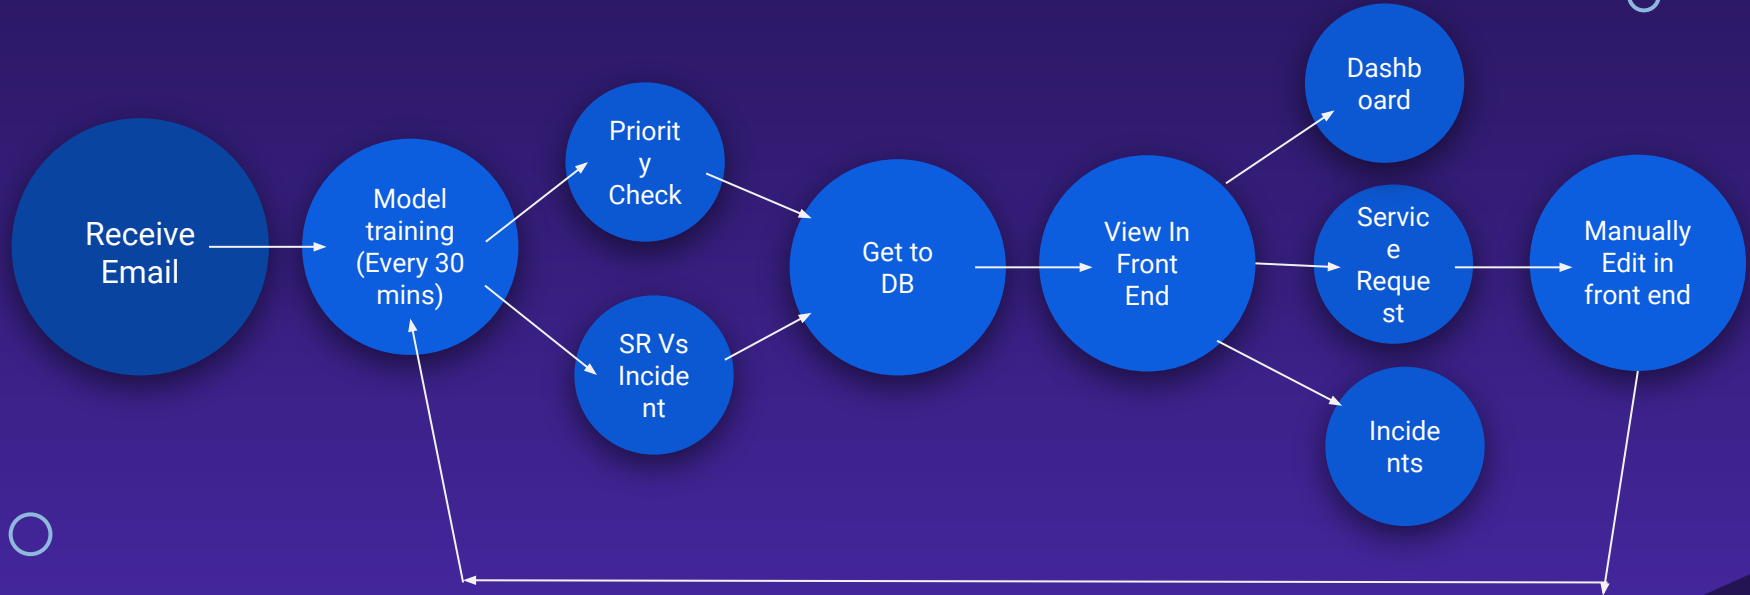 Receive
Email
Model
training
(Every 30
mins)
Priorit
y
Check
SR Vs
Incide
nt
Get to
DB
View In
Front
End
Dashb
oard
Servic
e
Reque
st
Incide
nts
Manually
Edit in
front end